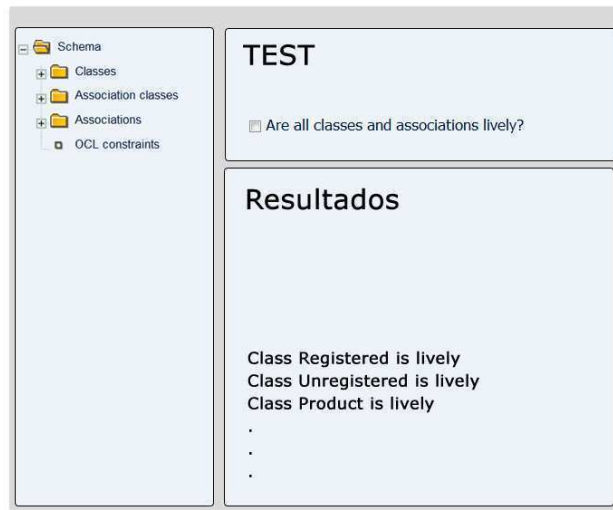 Schema
Classes
Association classes
Associations
OCL constraints
TEST
Are all classes and associations lively?
Resultados
Class Registered is lively
Class Unregistered is lively
Class Product is lively
.
.
.